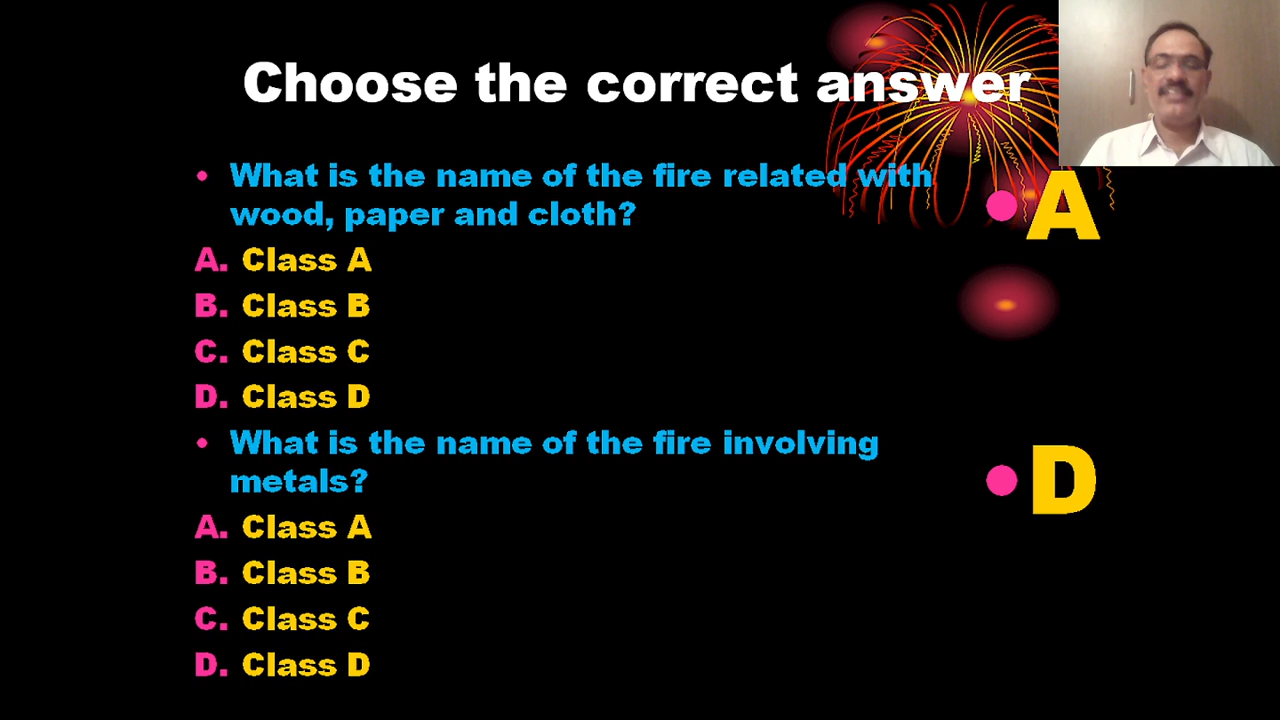 Choose the correct answer
• What is the name of the fire related with
wood, paper and cloth?
A. Class A
B. Class B
C. Class C
D. Class D
• What is the name of the fire involving
metals?
A. Class A
B. Class B
C. Class C
D. Class D
• A
• D